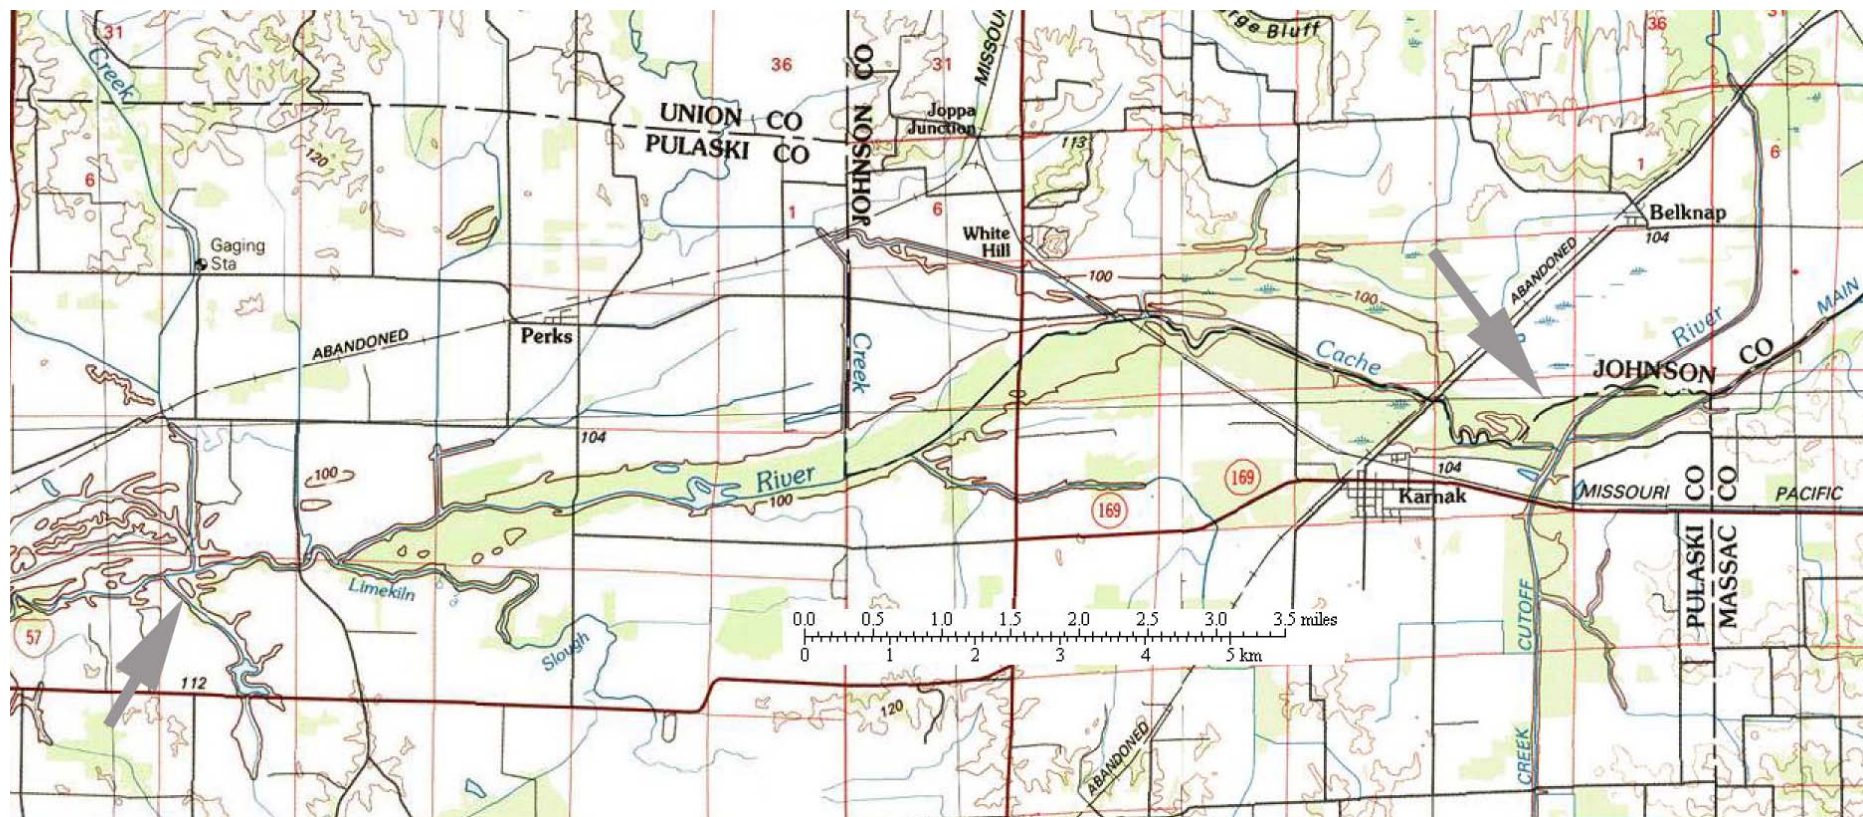 31
Creek
36
JOHNSON CO
31
MISSOU
rge Bluff
36
31
UNION CO
PULASKI CO
Joppa
Junction
113
120
6
1
6
1
6
Gaging
Sta
White
Hill
Belknap
104
100
100
ABANDONED
MAIN
Perks
ABANDONED
Creek
Cache
River
JOHNSON CO
104
100
River
100
169
169
104
Karnak
MISSOURI PACIFIC
PULASKI CO
MASSAC CO
Limekiln
Slough
57
112
120
0.0 0.5 1.0 1.5 2.0 2.5 3.0 3.5 miles
0 1 2 3 4 5 km
ABANDONED
CREEK CUTOFF